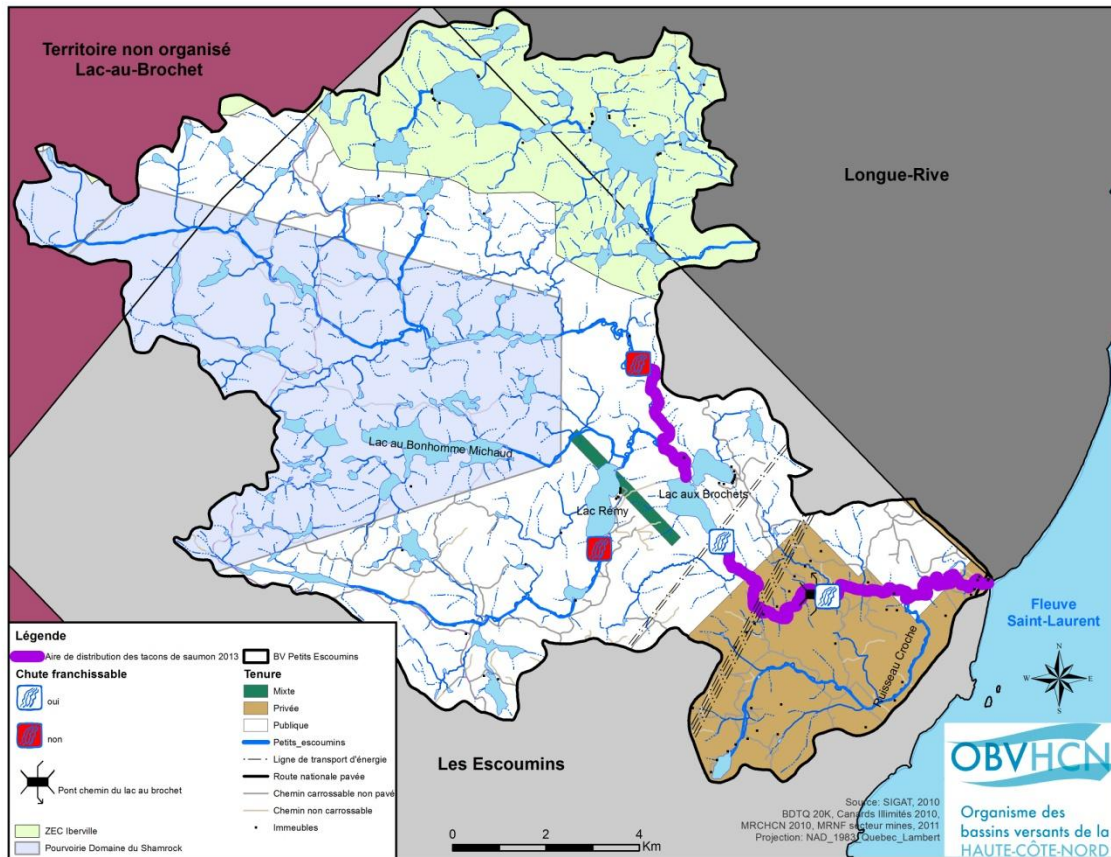 Territoire non organisé
Lac-au-Brochet
Longue-Rive
Lac au Bonhomme Michaud
Lac aux Brochets
Lac Rémy
Ruisseau Croche
Fleuve
Saint-Laurent
N
W
E
S
Les Escoumins
Légende
Aire de distribution des tacons de saumon 2013
Chute franchissable
oui
non
Pont chemin du lac au brochet
ZEC Iberville
Pourvoirie Domaine du Shamrock
BV Petits Escoumins
Tenure
Mixte
Privée
Publique
Petits_escoumins
Ligne de transport d'énergie
Route nationale pavée
Chemin carrossable non pavé
Chemin non carrossable
Immeubles
0 2 4
Km
Source: SIGAT, 2010
BDTQ 20K, Canards Illimités 2010,
MRCHCN 2010, MRNF secteur mines, 2011
Projection: NAD_1983_Quebec_Lambert
OBVHCN
Organisme des
bassins versants de la
HAUTE-CÔTE-NORD